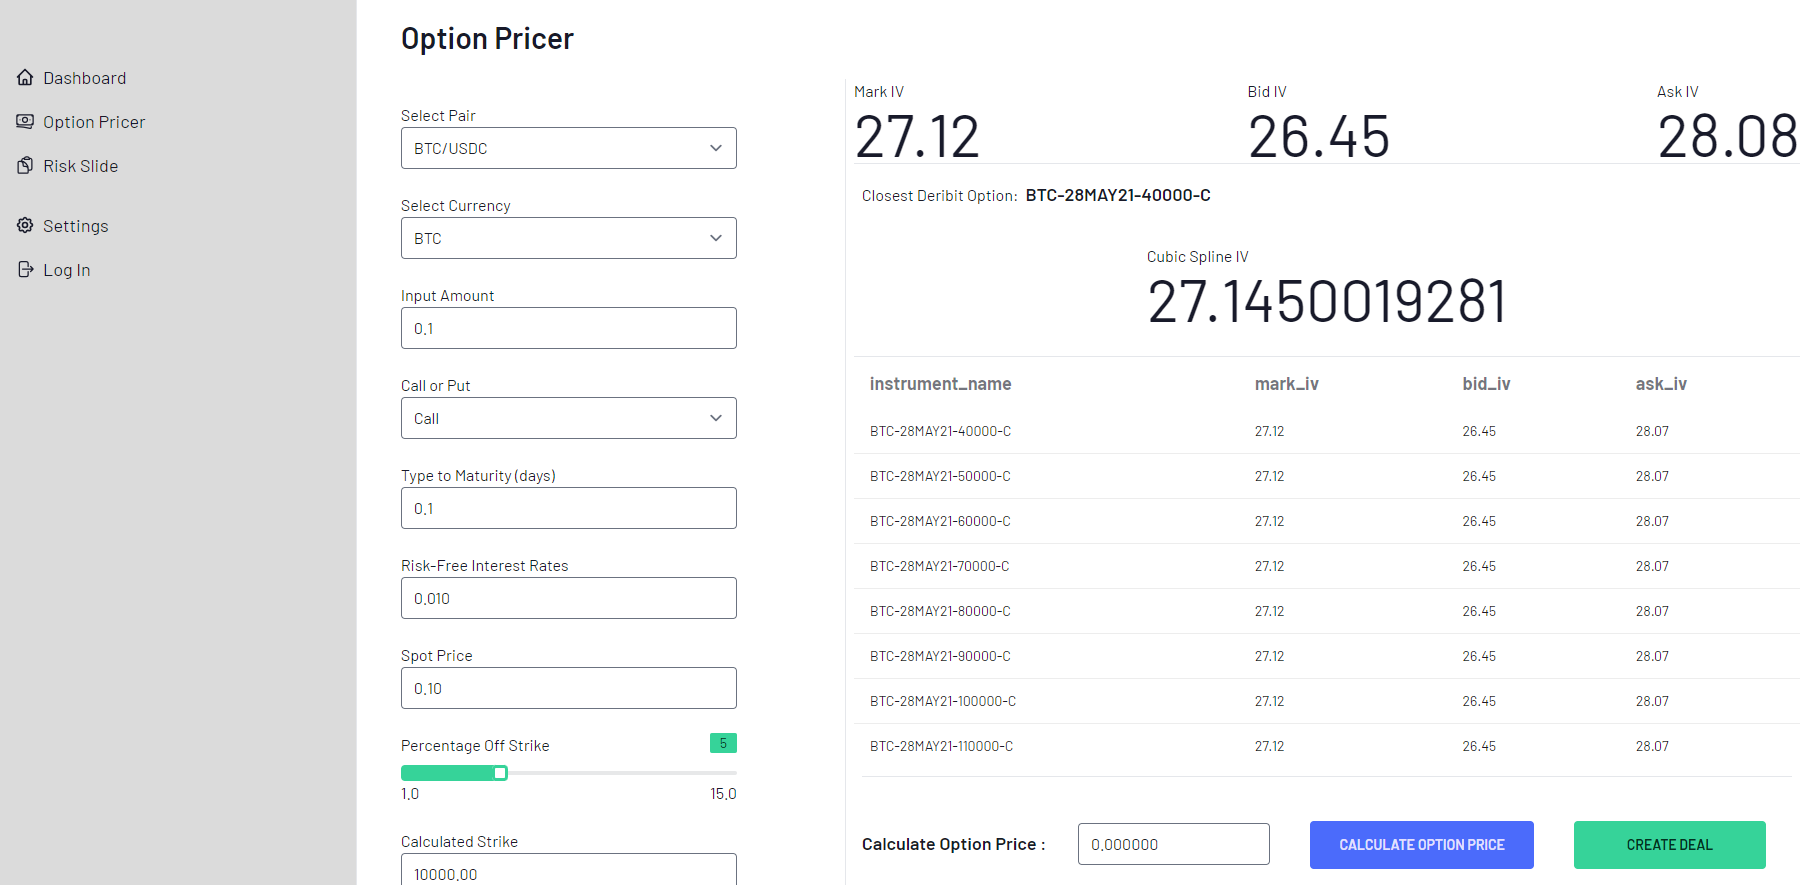 Option Pricer
Dashboard
Option Pricer
Risk Slide
Settings
Log In
Select Pair
BTC/USDC
Select Currency
BTC
Input Amount
0.1
Call or Put
Call
Type to Maturity (days)
0.1
Risk-Free Interest Rates
0.010
Spot Price
0.10
Percentage Off Strike 5
1.0 15.0
Calculated Strike
10000.00
Mark IV Bid IV Ask IV
27.12 26.45 28.08
Closest Deribit Option: BTC-28MAY21-40000-C
Cubic Spline IV
27.1450019281
instrument_name mark_iv bid_iv ask_iv
BTC-28MAY21-40000-C 27.12 26.45 28.07
BTC-28MAY21-50000-C 27.12 26.45 28.07
BTC-28MAY21-60000-C 27.12 26.45 28.07
BTC-28MAY21-70000-C 27.12 26.45 28.07
BTC-28MAY21-80000-C 27.12 26.45 28.07
BTC-28MAY21-90000-C 27.12 26.45 28.07
BTC-28MAY21-100000-C 27.12 26.45 28.07
BTC-28MAY21-110000-C 27.12 26.45 28.07
Calculate Option Price : 0.000000 CALCULATE OPTION PRICE CREATE DEAL